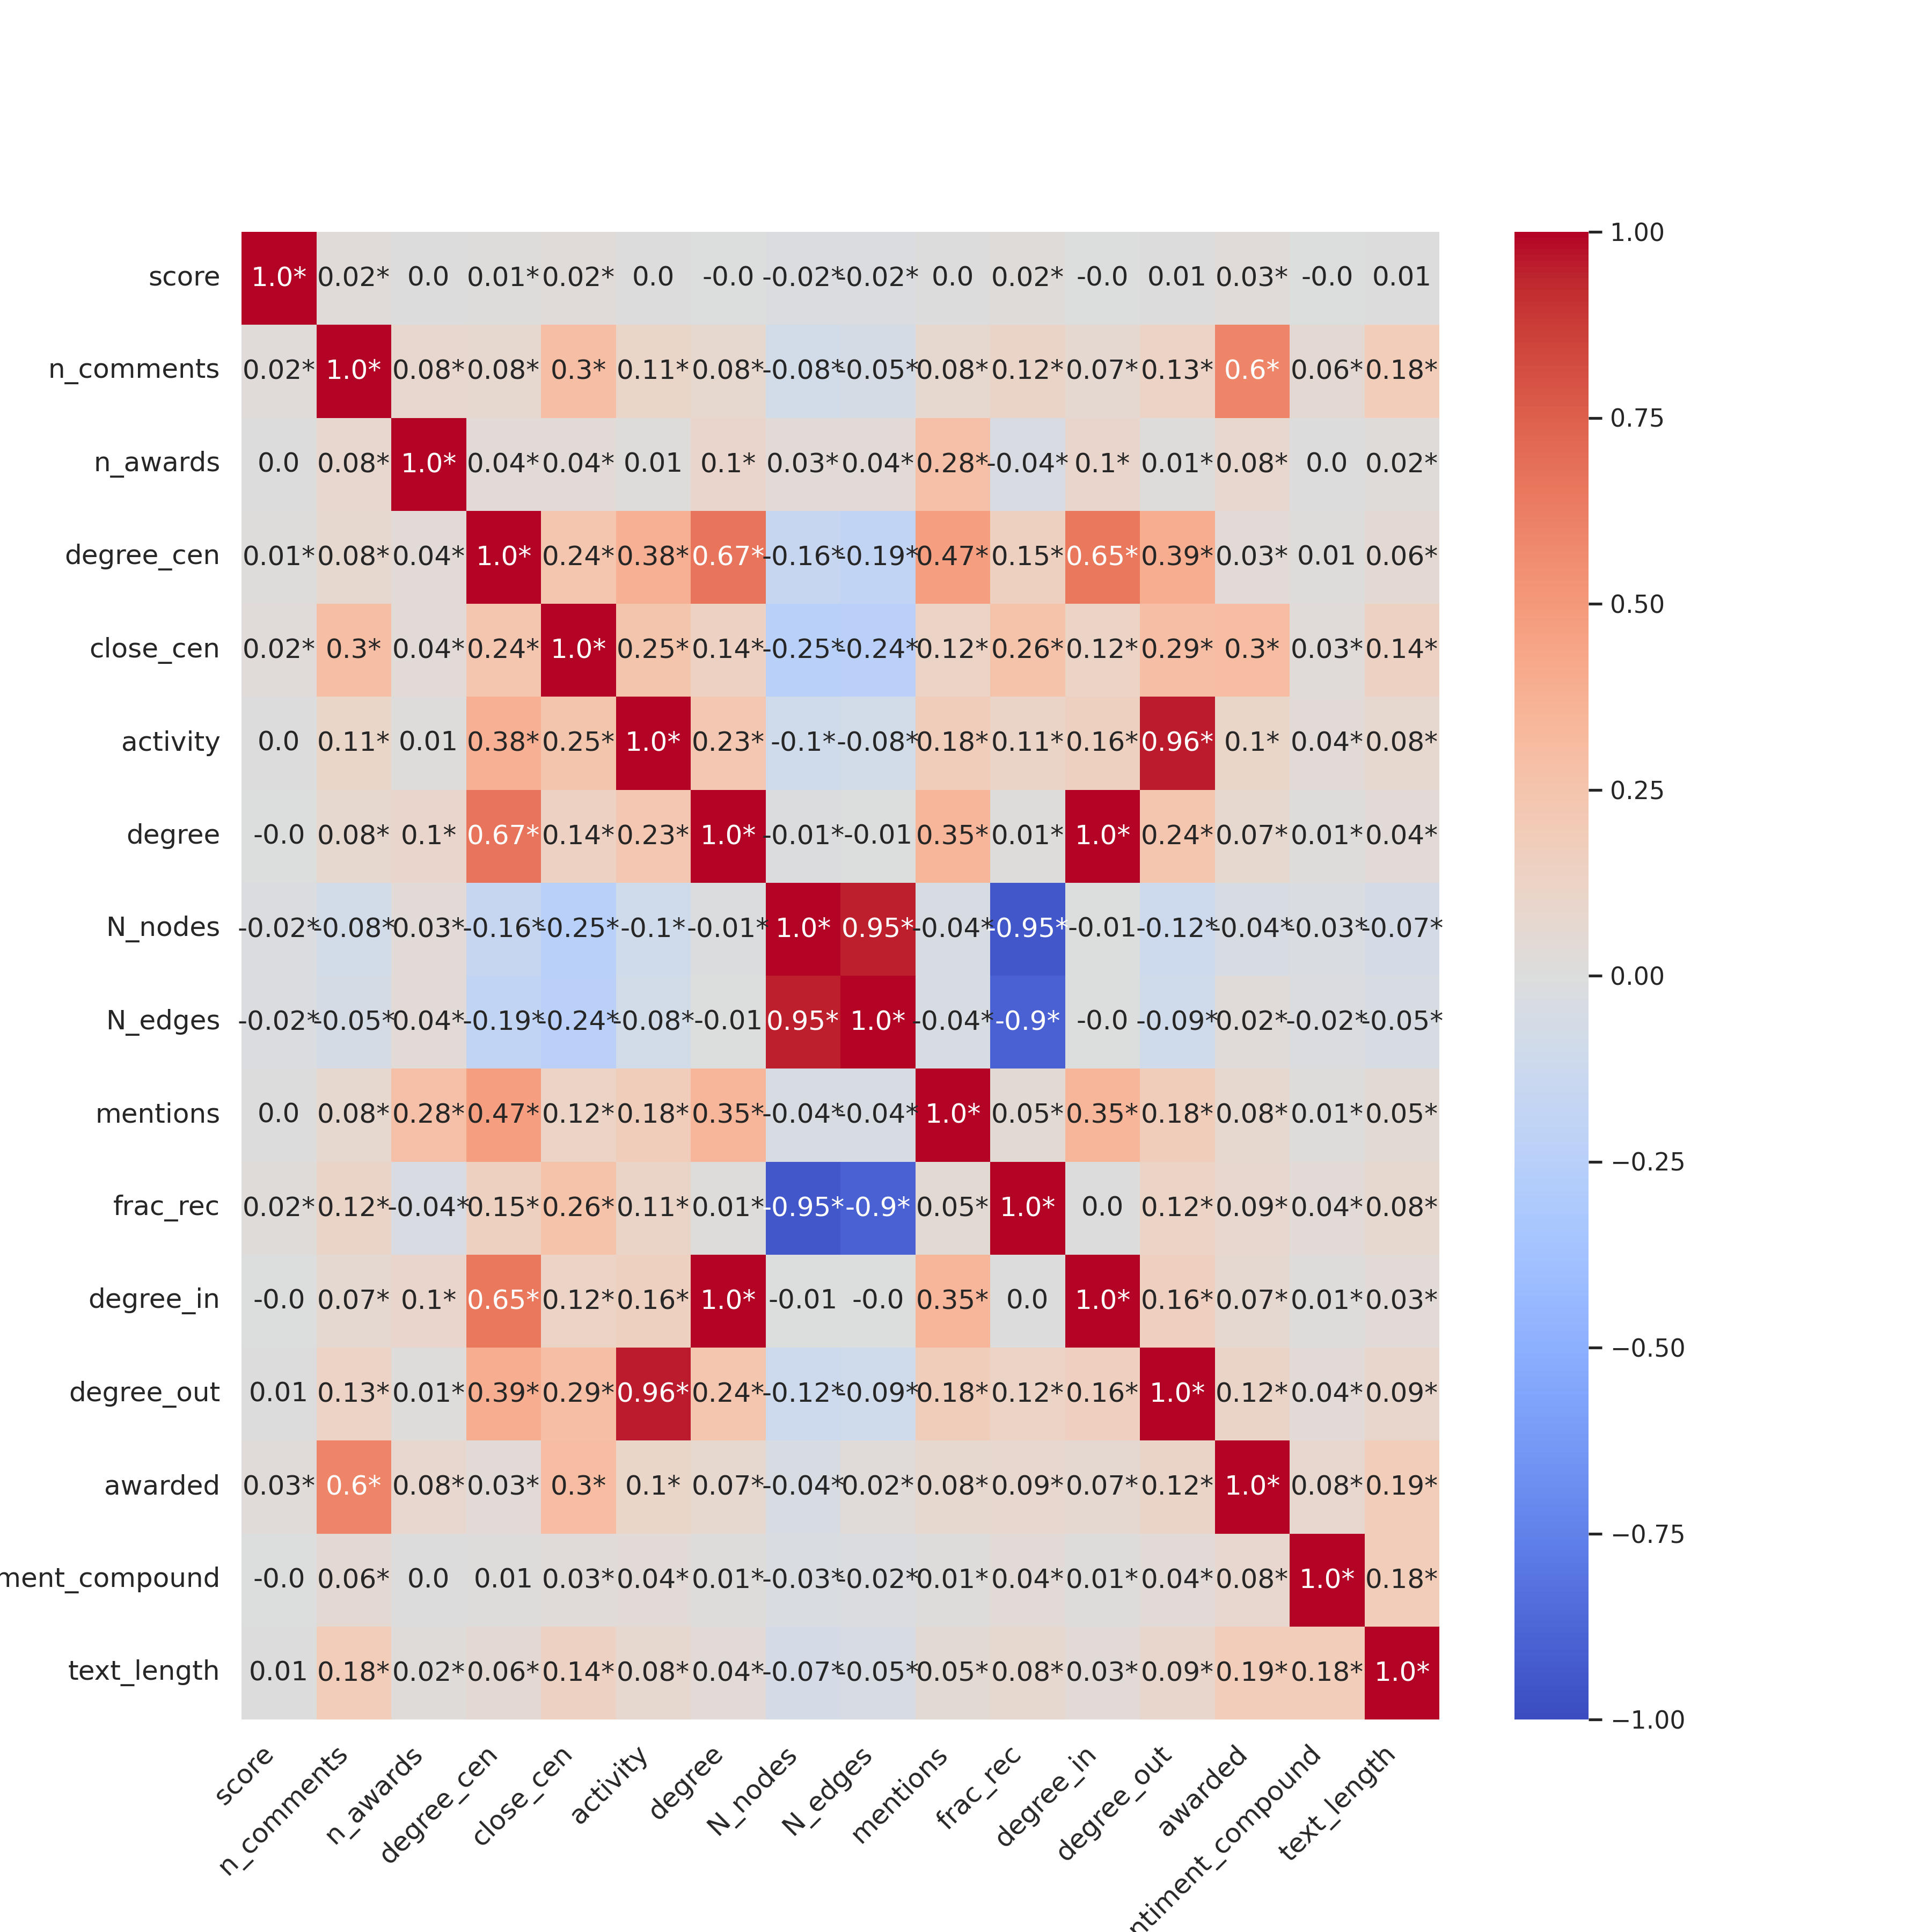 score 1.0* 0.02* 0.0 0.01* 0.02* 0.0 -0.0 -0.02* -0.02* 0.0 0.02* -0.0 0.01 0.03* -0.0 0.01
n_comments 0.02* 1.0* 0.08* 0.08* 0.3* 0.11* 0.08* -0.08* -0.05* 0.08* 0.12* 0.07* 0.13* 0.6* 0.06* 0.18*
n_awards 0.0 0.08* 1.0* 0.04* 0.04* 0.01 0.1* 0.03* 0.04* 0.28* -0.04* 0.1* 0.01* 0.08* 0.0 0.02*
degree_cen 0.01* 0.08* 0.04* 1.0* 0.24* 0.38* 0.67* -0.16* -0.19* 0.47* 0.15* 0.65* 0.39* 0.03* 0.01 0.06*
close_cen 0.02* 0.3* 0.04* 0.24* 1.0* 0.25* 0.14* -0.25* -0.24* 0.12* 0.26* 0.12* 0.29* 0.3* 0.03* 0.14*
activity 0.0 0.11* 0.01 0.38* 0.25* 1.0* 0.23* -0.1* -0.08* 0.18* 0.11* 0.16* 0.96* 0.1* 0.04* 0.08*
degree -0.0 0.08* 0.1* 0.67* 0.14* 0.23* 1.0* -0.01* -0.01 0.35* 0.01* 1.0* 0.24* 0.07* 0.01* 0.04*
N_nodes -0.02* -0.08* 0.03* -0.16* -0.25* -0.1* -0.01* 1.0* 0.95* -0.04* -0.95* -0.01 -0.12* -0.04* -0.03* -0.07*
N_edges -0.02* -0.05* 0.04* -0.19* -0.24* -0.08* -0.01 0.95* 1.0* -0.04* -0.9* -0.0 -0.09* 0.02* -0.02* -0.05*
mentions 0.0 0.08* 0.28* 0.47* 0.12* 0.18* 0.35* -0.04* -0.04* 1.0* 0.05* 0.35* 0.18* 0.08* 0.01* 0.05*
frac_rec 0.02* 0.12* -0.04* 0.15* 0.26* 0.11* 0.01* -0.95* -0.9* 0.05* 1.0* 0.0 0.12* 0.09* 0.04* 0.08*
degree_in -0.0 0.07* 0.1* 0.65* 0.12* 0.16* 1.0* -0.01 -0.0 0.35* 0.0 1.0* 0.16* 0.07* 0.01* 0.03*
degree_out 0.01 0.13* 0.01* 0.39* 0.29* 0.96* 0.24* -0.12* -0.09* 0.18* 0.12* 0.16* 1.0* 0.12* 0.04* 0.09*
awarded 0.03* 0.6* 0.08* 0.03* 0.3* 0.1* 0.07* -0.04* 0.02* 0.08* 0.09* 0.07* 0.12* 1.0* 0.08* 0.19*
ment_compound -0.0 0.06* 0.0 0.01 0.03* 0.04* 0.01* -0.03* -0.02* 0.01* 0.04* 0.01* 0.04* 0.08* 1.0* 0.18*
text_length 0.01 0.18* 0.02* 0.06* 0.14* 0.08* 0.04* -0.07* -0.05* 0.05* 0.08* 0.03* 0.09* 0.19* 0.18* 1.0*
score
n_comments
n_awards
degree_cen
close_cen
activity
degree
N_nodes
N_edges
mentions
frac_rec
degree_in
degree_out
awarded
ntiment_compound
text_length
1.00
0.75
0.50
0.25
0.00
−0.25
−0.50
−0.75
−1.00